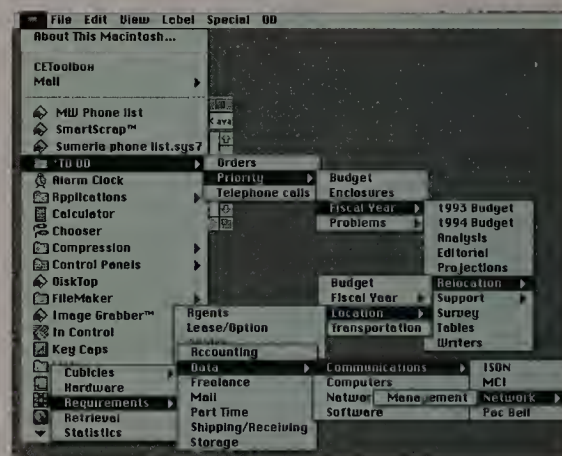 File Edit View Label Special OD
About This Macintosh...
CEToolbox
Mail
MW Phone list
SmartScrap™
Sumeria phone list.sys7
TO DO
Alarm Clock
Applications
Calculator
Chooser
Compression
Control Panels
DiskTop
FileMaker
Image Grabber™
In Control
Key Caps
Orders
Priority
Telephone calls
Budget
Enclosures
Fiscal Year
Problems
1993 Budget
1994 Budget
Analysis
Editorial
Projections
Relocation
Support
Survey
Tables
Writers
Budget
Fiscal Year
Location
Transportation
Agents
Lease/Option
Cubicles
Hardware
Requirements
Retrieval
Statistics
Accounting
Data
Freelance
Mail
Part Time
Shipping/Receiving
Storage
Communications
Computers
Networ
Software
Management
ISDN
MCI
Network
Pac Bell